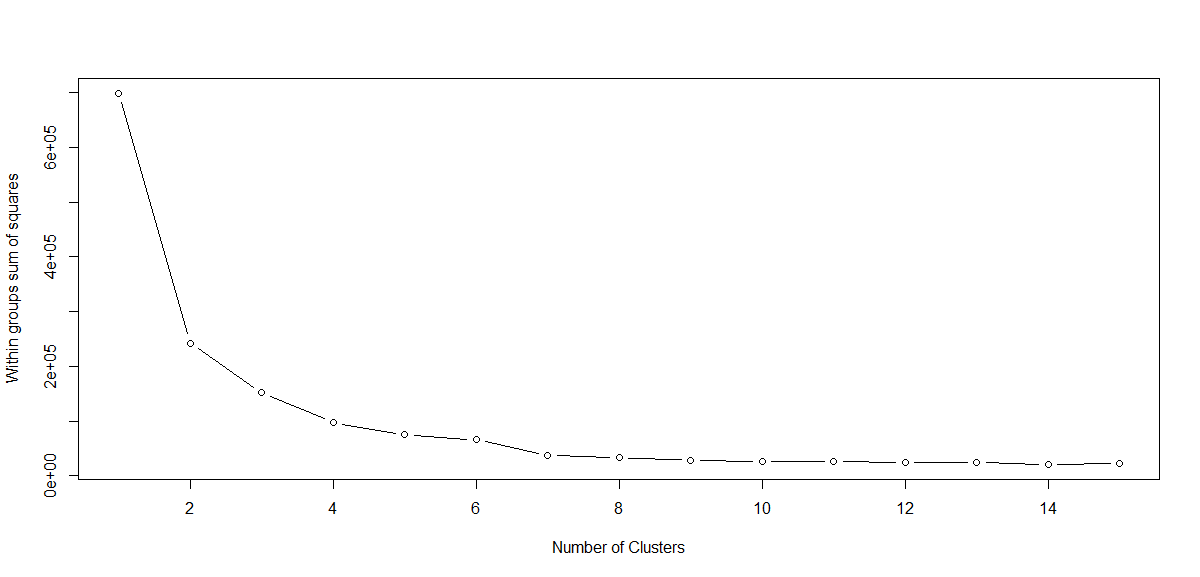 Within groups sum of squares
6e+05
4e+05
2e+05
0e+00
2 4 6 8 10 12 14
Number of Clusters